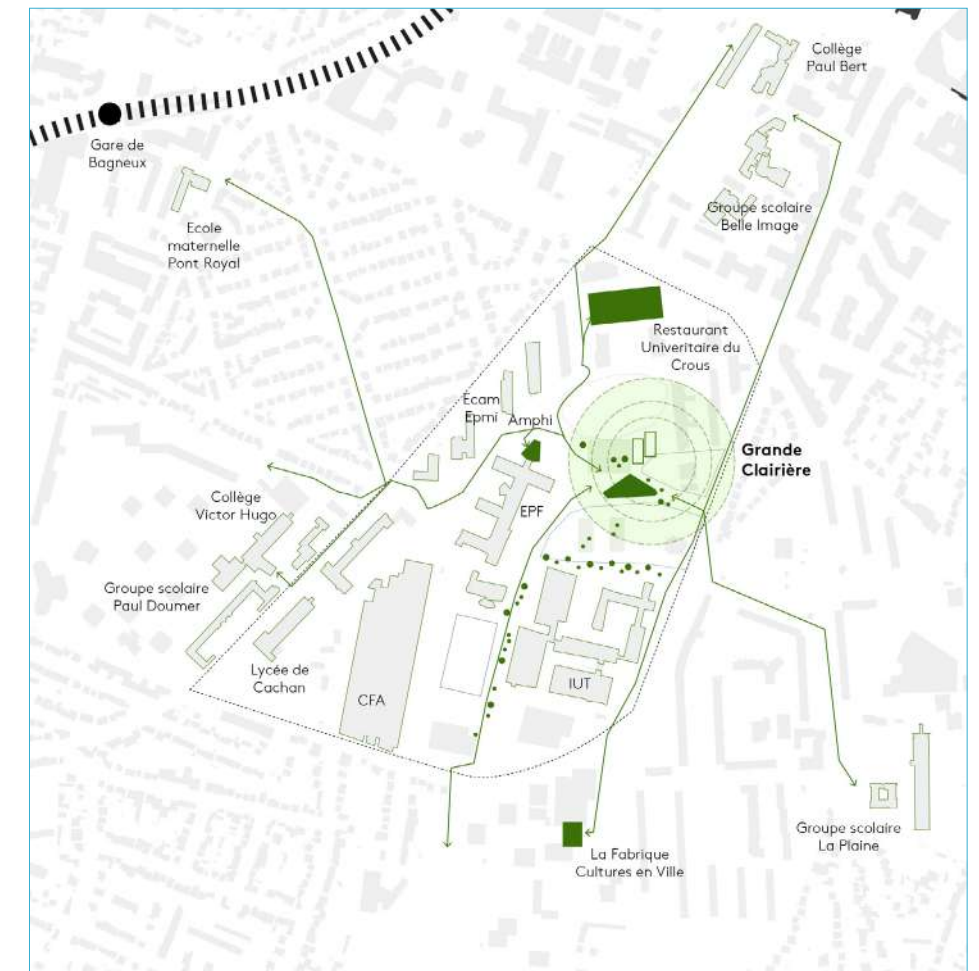 Collège
Paul Bert
Gare de
Bagneux
Groupe scolaire
Belle Image
Ecole
maternelle
Pont Royal
Restaurant
Univeritaire du
Crous
Ecam
Epmi
Amphi
Grande
Clairière
Collège
Victor Hugo
EPF
Groupe scolaire
Paul Doumer
Lycée de
Cachan
CFA
IUT
Groupe scolaire
La Plaine
La Fabrique
Cultures en Ville